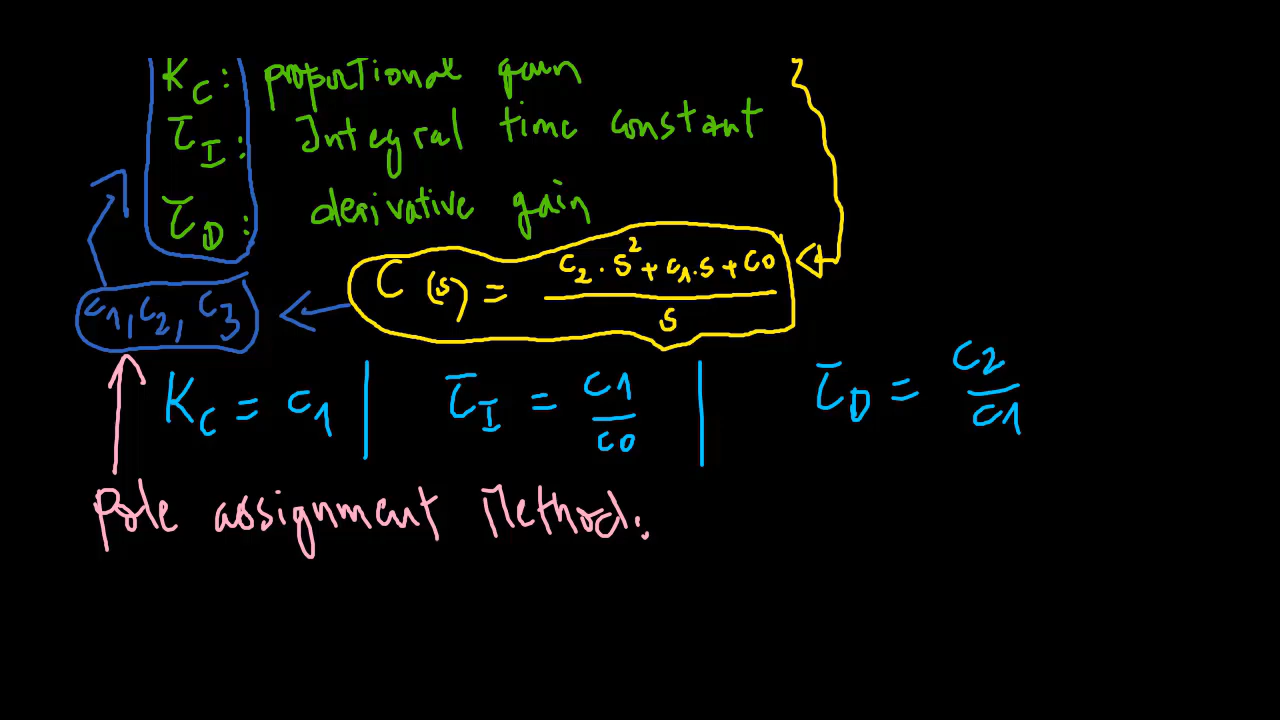 Kc: proportional gain
τI: Integral time constant
τD: derivative gain
C(s) = (c2·s²+c1·s+c0)/s
c1, c2, c3
Kc = c1 | τI = c1/c0 | τD = c2/c1
Pole assignment Method: